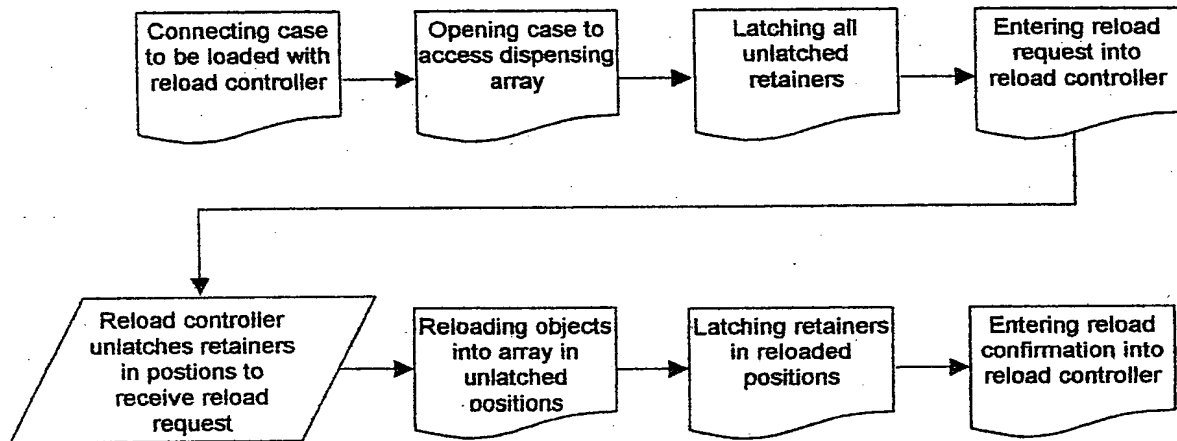 Connecting case
to be loaded with
reload controller
Opening case to
access dispensing
array
Latching all
unlatched
retainers
Entering reload
request into
reload controller
Reload controller
unlatches retainers
in postions to
receive reload
request
Reloading objects
into array in
unlatched
positions
Latching retainers
in reloaded
positions
Entering reload
confirmation into
reload controller